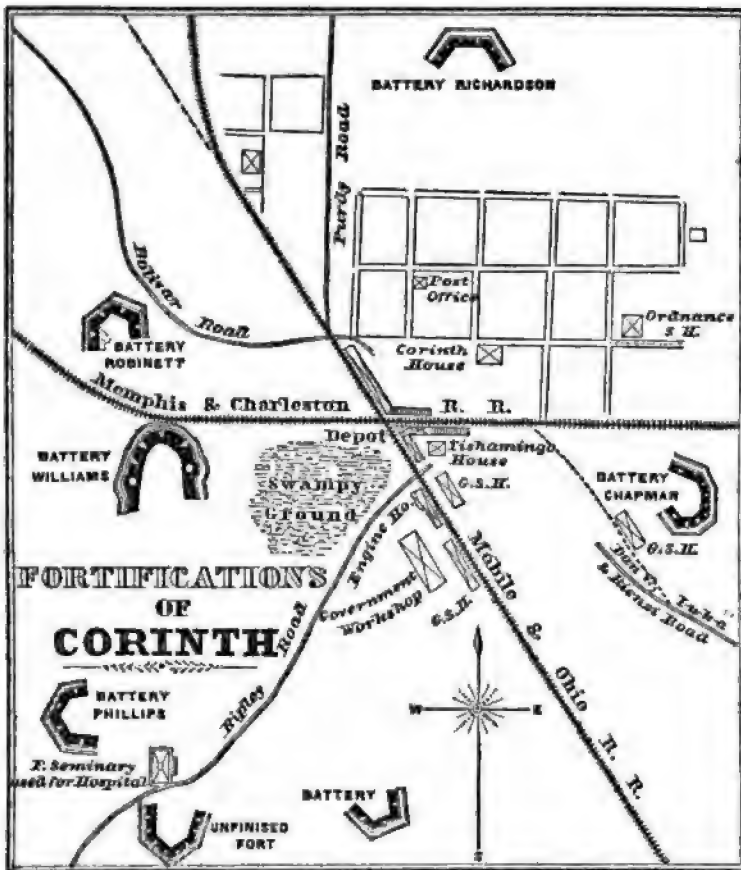 BATTERY RICHARDSON
Purdy Road
Bolivar Road
Post
Office
Ordnance
S H.
Corinth
House
BATTERY
ROBINETT
Memphis & Charleston R. R.
Depot
Tishamingo
House
BATTERY
WILLIAMS
Swampy
Ground
G.S.H.
BATTERY
CHAPMAN
G.S.H.
& Road
Engine Ho.
Mobile & Ohio R. R.
Government
Workshop
G.S.H.
FORTIFICATIONS
OF
CORINTH
Ripley Road
W E
S
BATTERY
PHILLIPS
F. Seminary
used for Hospital
BATTERY
UNFINISED
FORT